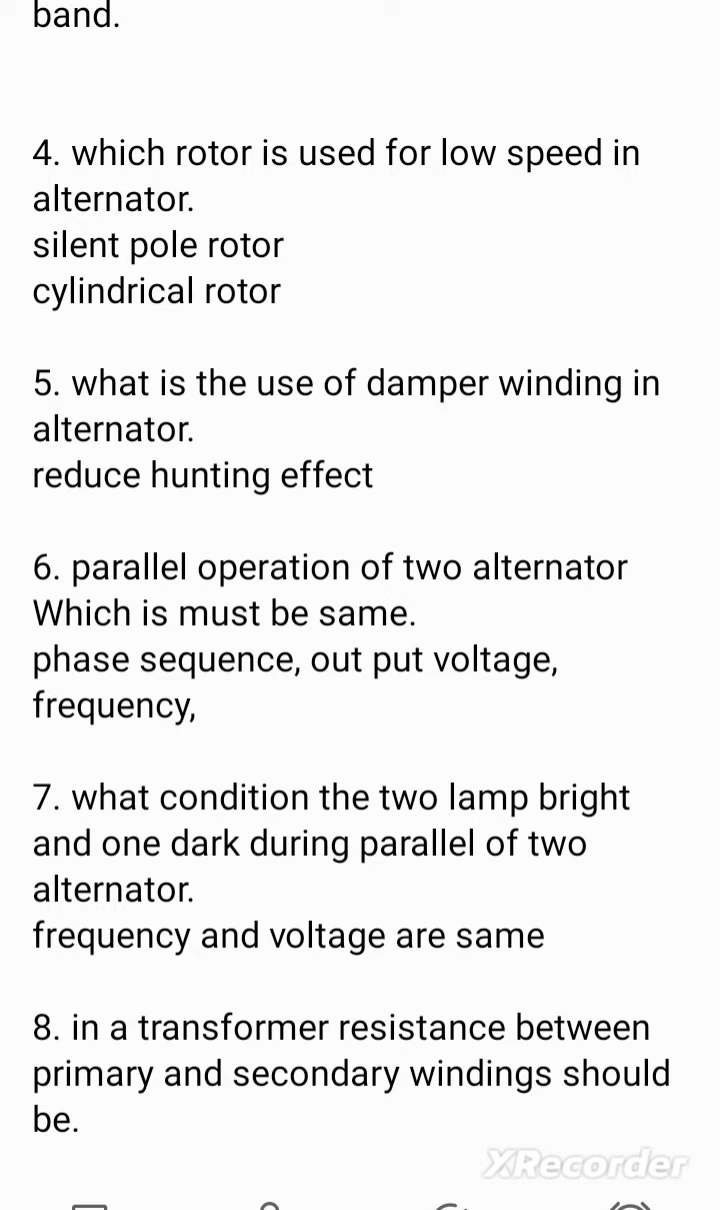 band.
4. which rotor is used for low speed in
alternator.
silent pole rotor
cylindrical rotor
5. what is the use of damper winding in
alternator.
reduce hunting effect
6. parallel operation of two alternator
Which is must be same.
phase sequence, out put voltage,
frequency,
7. what condition the two lamp bright
and one dark during parallel of two
alternator.
frequency and voltage are same
8. in a transformer resistance between
primary and secondary windings should
be.
XRecorder